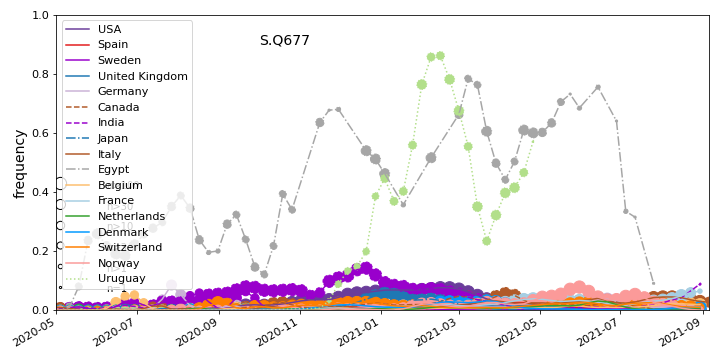 S.Q677
1.0
0.8
0.6
0.4
0.2
0.0
frequency
USA
Spain
Sweden
United Kingdom
Germany
Canada
India
Japan
Italy
Egypt
Belgium
France
Netherlands
Denmark
Switzerland
Norway
Uruguay
2020-05
2020-07
2020-09
2020-11
2021-01
2021-03
2021-05
2021-07
2021-09